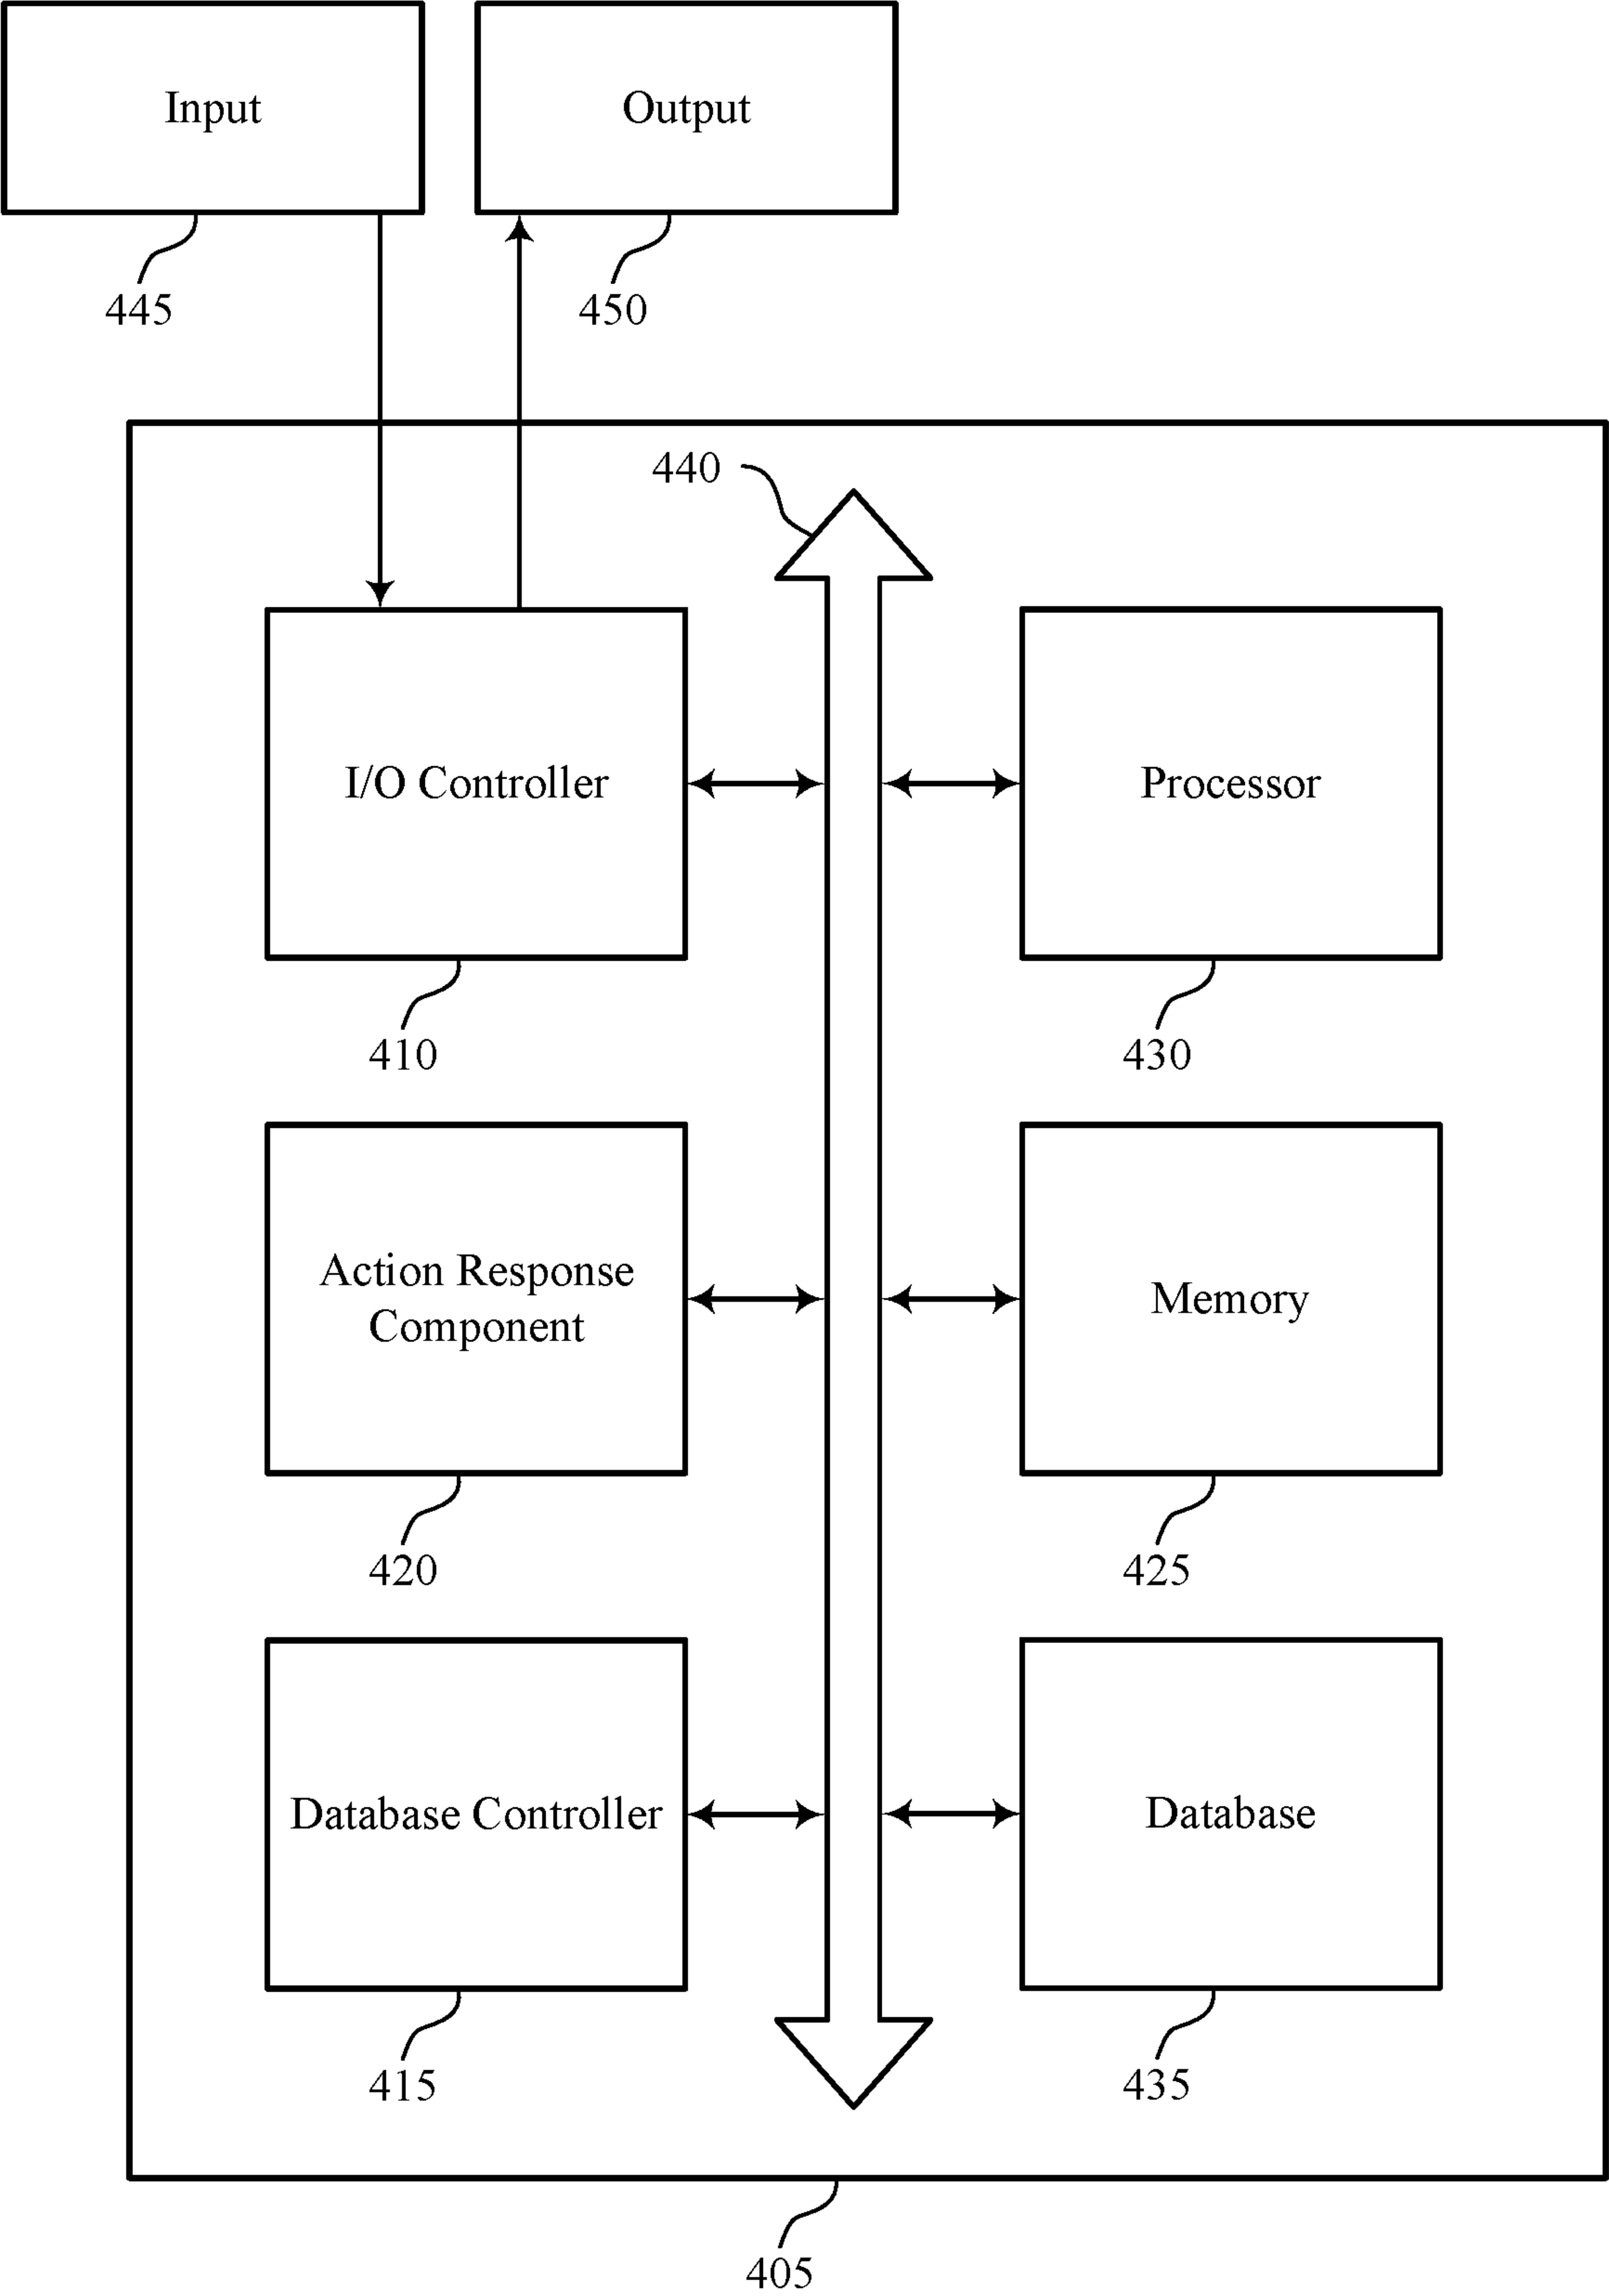 Input
Output
445
450
440
I/O Controller
Processor
410
430
Action Response
Component
Memory
420
425
Database Controller
Database
415
435
405